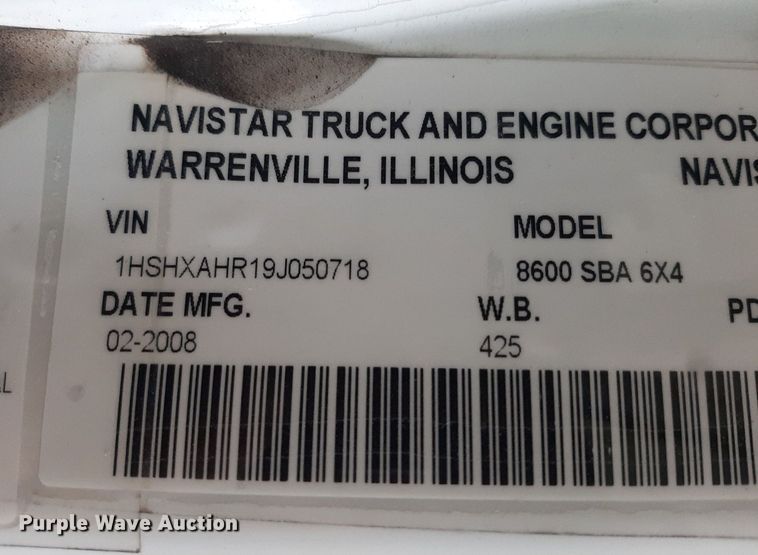 NAVISTAR TRUCK AND ENGINE CORPOR
WARRENVILLE, ILLINOIS NAVIS
VIN MODEL
1HSHXAHR19J050718 8600 SBA 6X4
DATE MFG. W.B. PD
02-2008 425
AL
Purple Wave Auction